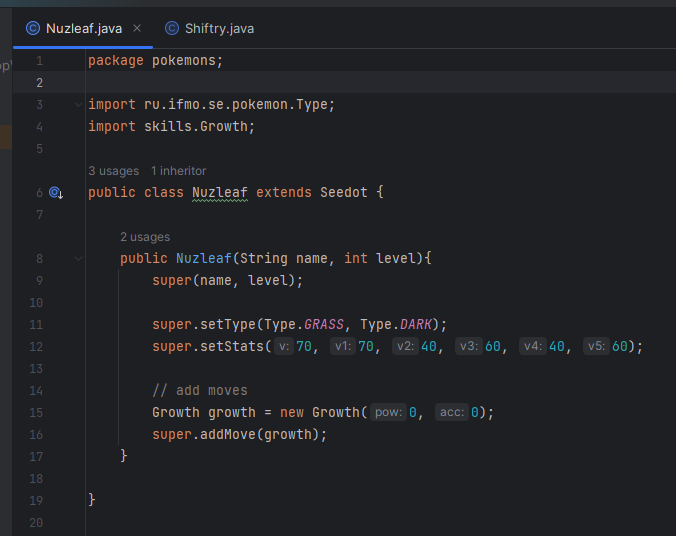 Nuzleaf.java
Shiftry.java
1 package pokemons;
2
3 import ru.ifmo.se.pokemon.Type;
4 import skills.Growth;
5
3 usages 1 inheritor
6 public class Nuzleaf extends Seedot {
7
2 usages
8 public Nuzleaf(String name, int level){
9 super(name, level);
10
11 super.setType(Type.GRASS, Type.DARK);
12 super.setStats( v: 70, v1: 70, v2: 40, v3: 60, v4: 40, v5: 60);
13
14 // add moves
15 Growth growth = new Growth( pow: 0, acc: 0);
16 super.addMove(growth);
17 }
18
19 }
20